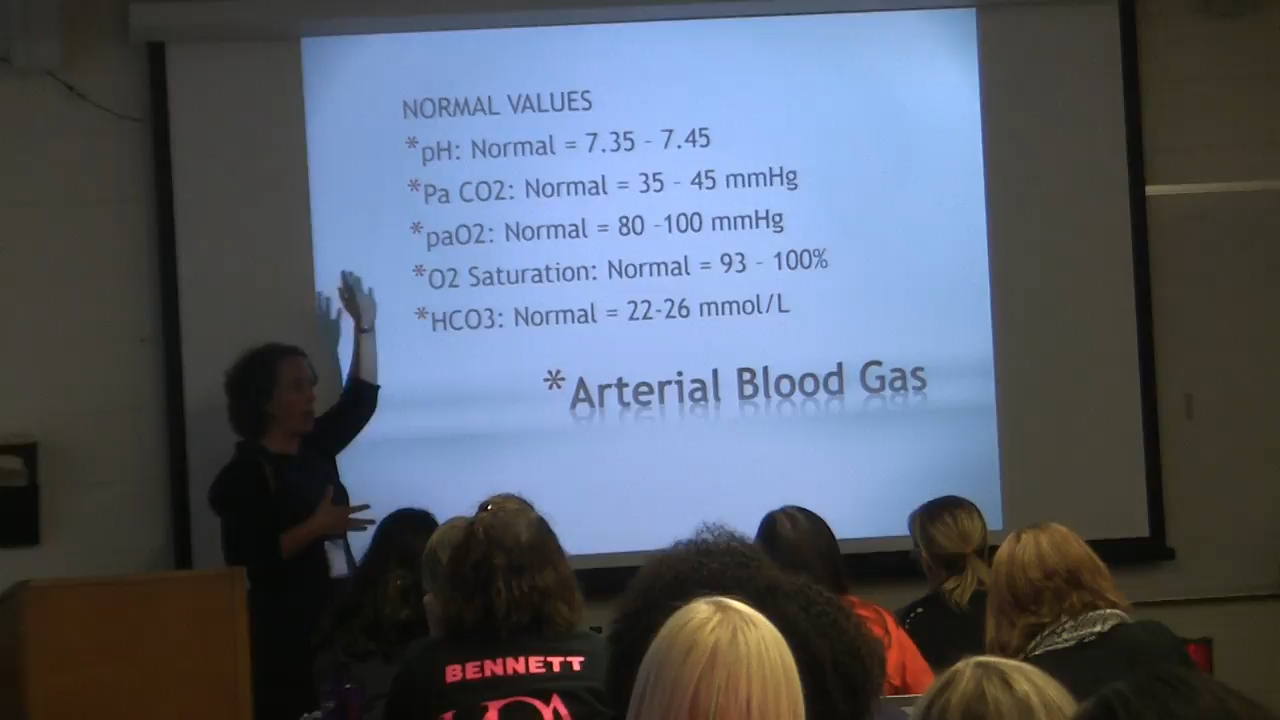 NORMAL VALUES
*pH: Normal = 7.35 - 7.45
*Pa CO2: Normal = 35 - 45 mmHg
*paO2: Normal = 80 -100 mmHg
*O2 Saturation: Normal = 93 - 100%
*HCO3: Normal = 22-26 mmol/L
*Arterial Blood Gas
BENNETT